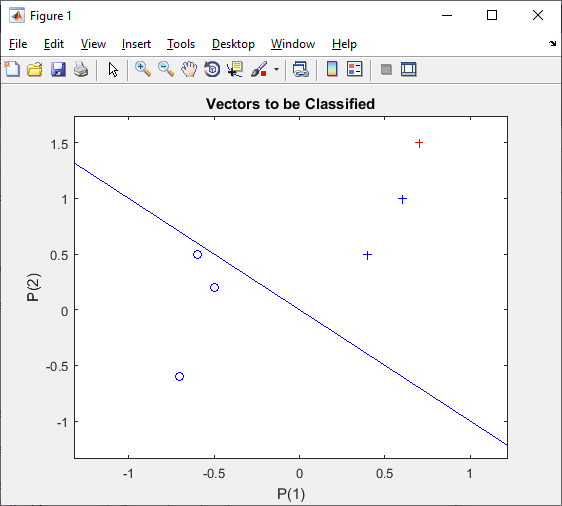 Figure 1
File Edit View Insert Tools Desktop Window Help
Vectors to be Classified
1.5
1
0.5
0
-0.5
-1
P(2)
-1 -0.5 0 0.5 1
P(1)